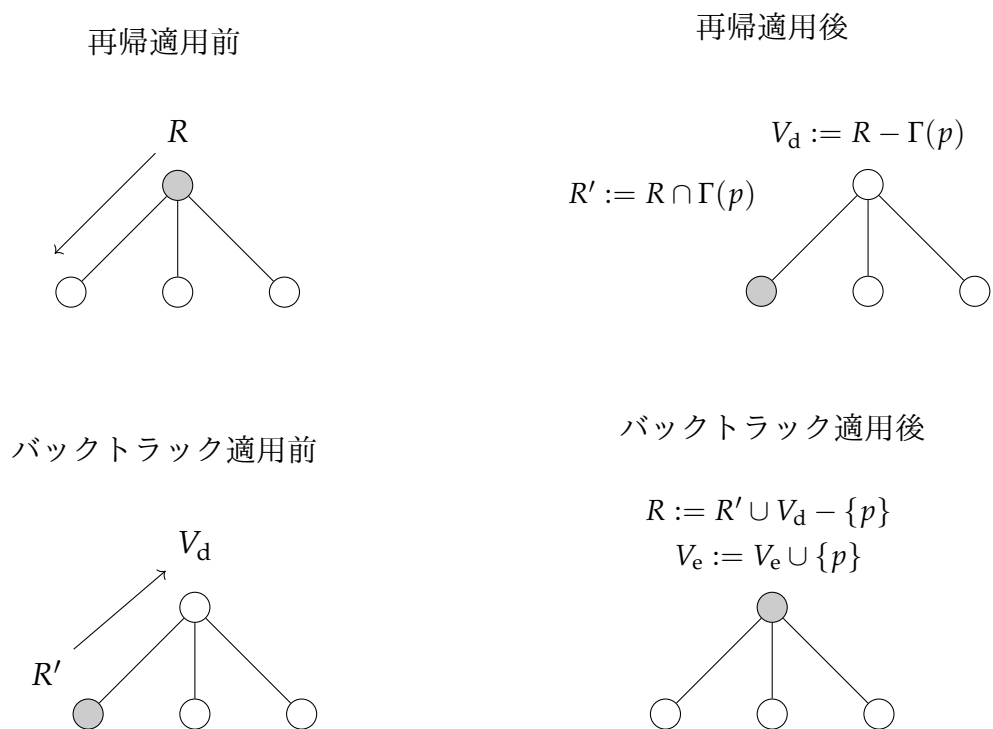 再帰適用前
再帰適用後
R
V_d := R − Γ(p)
R′ := R ∩ Γ(p)
バックトラック適用前
バックトラック適用後
V_d
R′
R := R′ ∪ V_d − {p}
V_e := V_e ∪ {p}